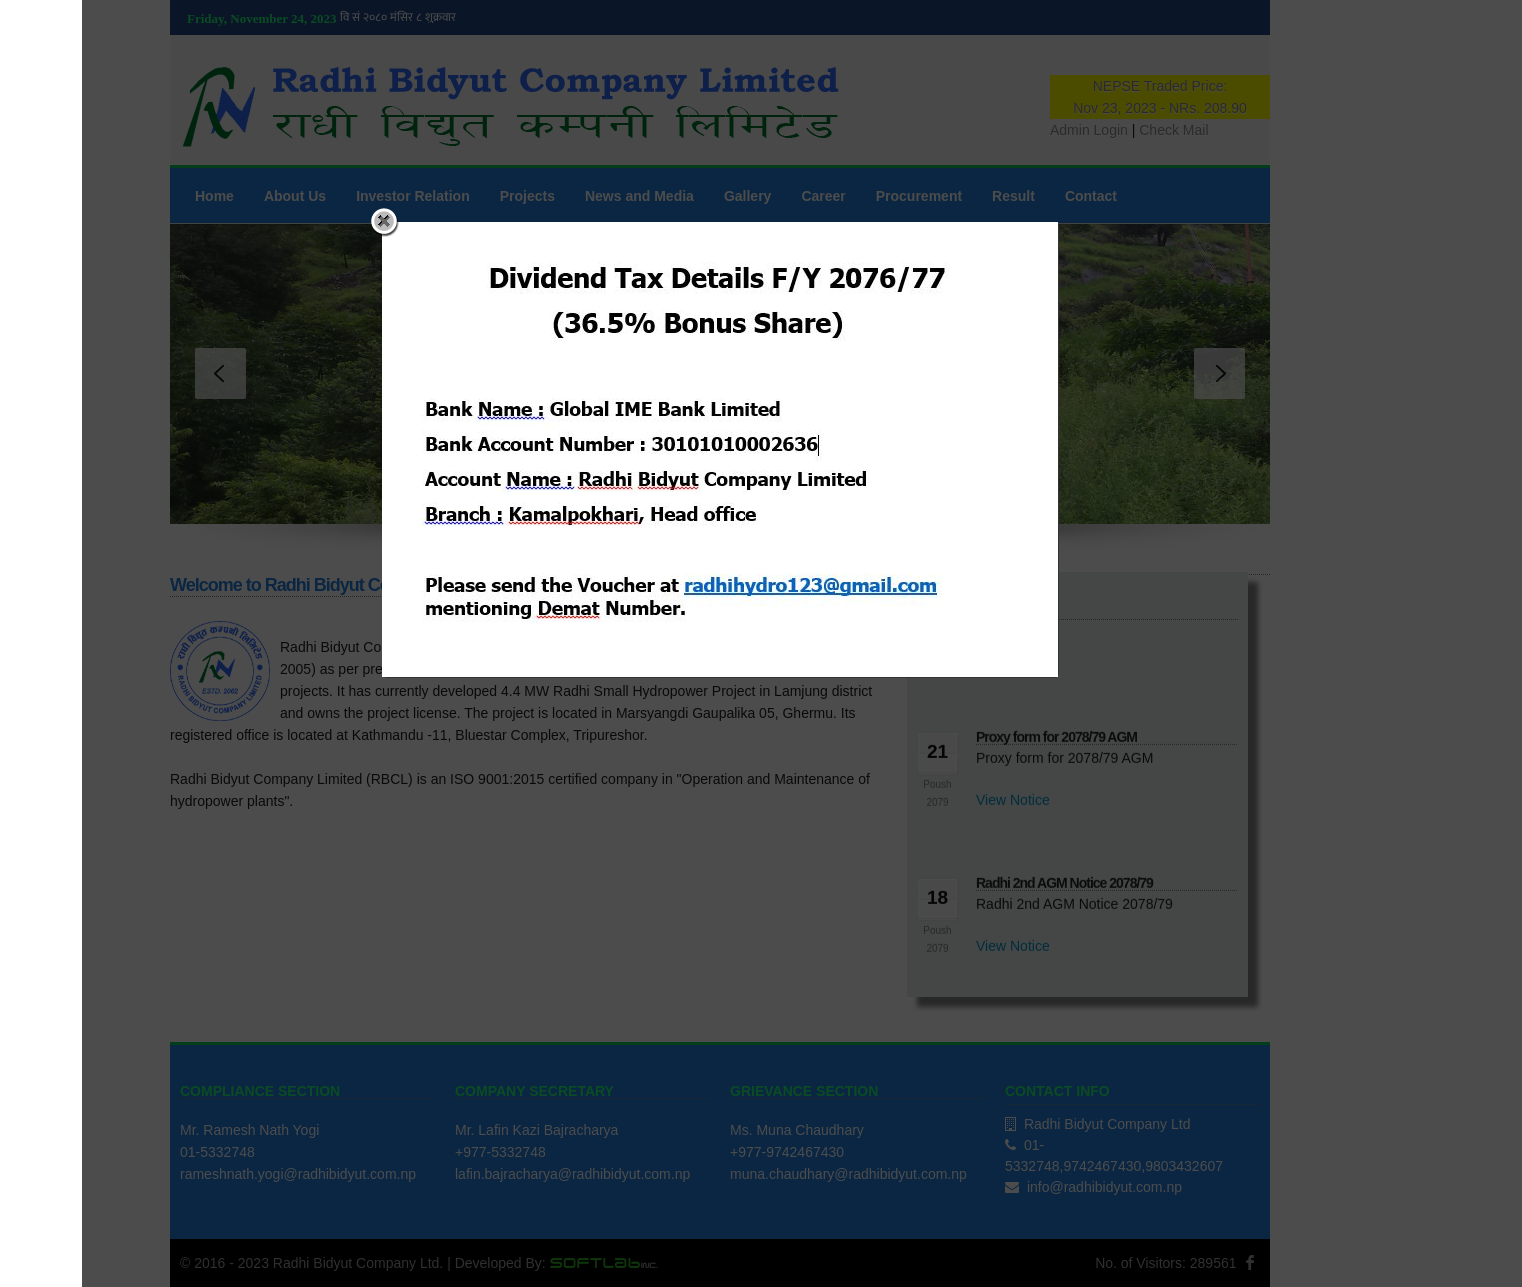 Friday, November 24, 2023 वि सं २०८० मंसिर ८ शुक्रवार
Radhi Bidyut Company Limited
राधी विद्युत कम्पनी लिमिटेड
NEPSE Traded Price:
Nov 23, 2023 - NRs. 208.90
Admin Login | Check Mail
Home About Us Investor Relation Projects News and Media Gallery Career Procurement Result Contact
Dividend Tax Details F/Y 2076/77
(36.5% Bonus Share)
Bank Name : Global IME Bank Limited
Bank Account Number : 30101010002636
Account Name : Radhi Bidyut Company Limited
Branch : Kamalpokhari, Head office
Please send the Voucher at radhihydro123@gmail.com
mentioning Demat Number.
Welcome to Radhi Bidyut
राधी विद्युत कम्पनी लिमिटेड
ESTD. 2002
RADHI BIDYUT COMPANY LIMITED
Radhi Bidyut
2005) as per
projects. It has currently developed 4.4 MW Radhi Small Hydropower Project in Lamjung district
and owns the project license. The project is located in Marsyangdi Gaupalika 05, Ghermu. Its
registered office is located at Kathmandu -11, Bluestar Complex, Tripureshor.
Radhi Bidyut Company Limited (RBCL) is an ISO 9001:2015 certified company in "Operation and Maintenance of
hydropower plants".
21
Poush
2079
Proxy form for 2078/79 AGM
Proxy form for 2078/79 AGM
View Notice
18
Poush
2079
Radhi 2nd AGM Notice 2078/79
Radhi 2nd AGM Notice 2078/79
View Notice
COMPLIANCE SECTION
Mr. Ramesh Nath Yogi
01-5332748
rameshnath.yogi@radhibidyut.com.np
COMPANY SECRETARY
Mr. Lafin Kazi Bajracharya
+977-5332748
lafin.bajracharya@radhibidyut.com.np
GRIEVANCE SECTION
Ms. Muna Chaudhary
+977-9742467430
muna.chaudhary@radhibidyut.com.np
CONTACT INFO
Radhi Bidyut Company Ltd
01-
5332748,9742467430,9803432607
info@radhibidyut.com.np
© 2016 - 2023 Radhi Bidyut Company Ltd. | Developed By: SOFTLAB INC.
No. of Visitors: 289561